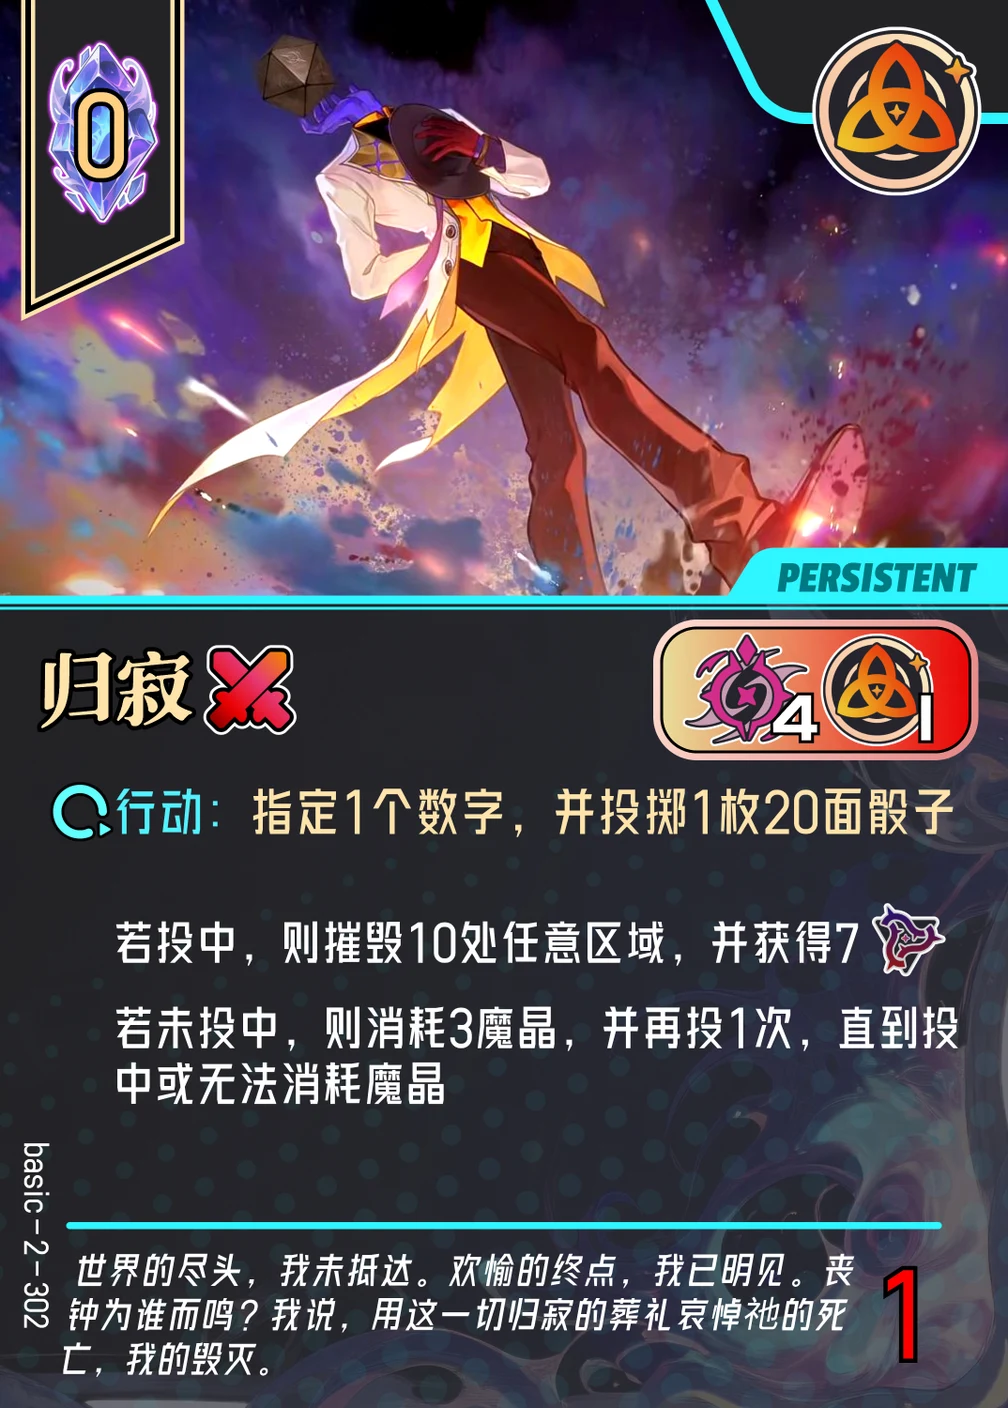 0
PERSISTENT
归寂
4 1
行动：指定1个数字，并投掷1枚20面骰子
若投中，则摧毁10处任意区域，并获得7
若未投中，则消耗3魔晶，并再投1次，直到投
中或无法消耗魔晶
basic-2-302
世界的尽头，我未抵达。欢愉的终点，我已明见。丧
钟为谁而鸣？我说，用这一切归寂的葬礼哀悼祂的死
亡，我的毁灭。
1